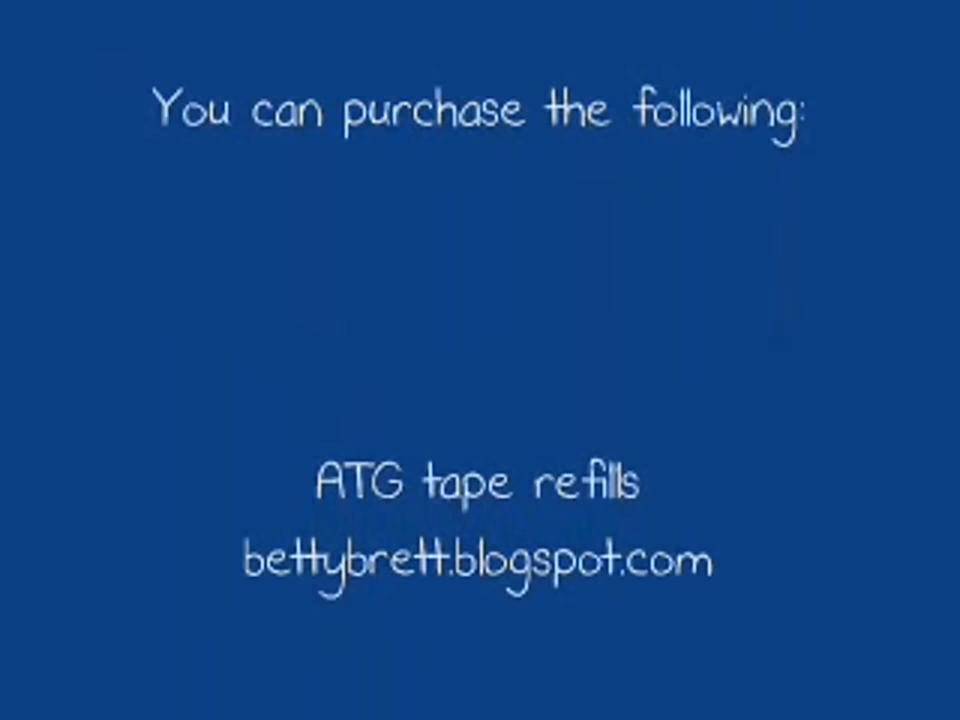 You can purchase the following:
ATG tape refills
bettybrett.blogspot.com